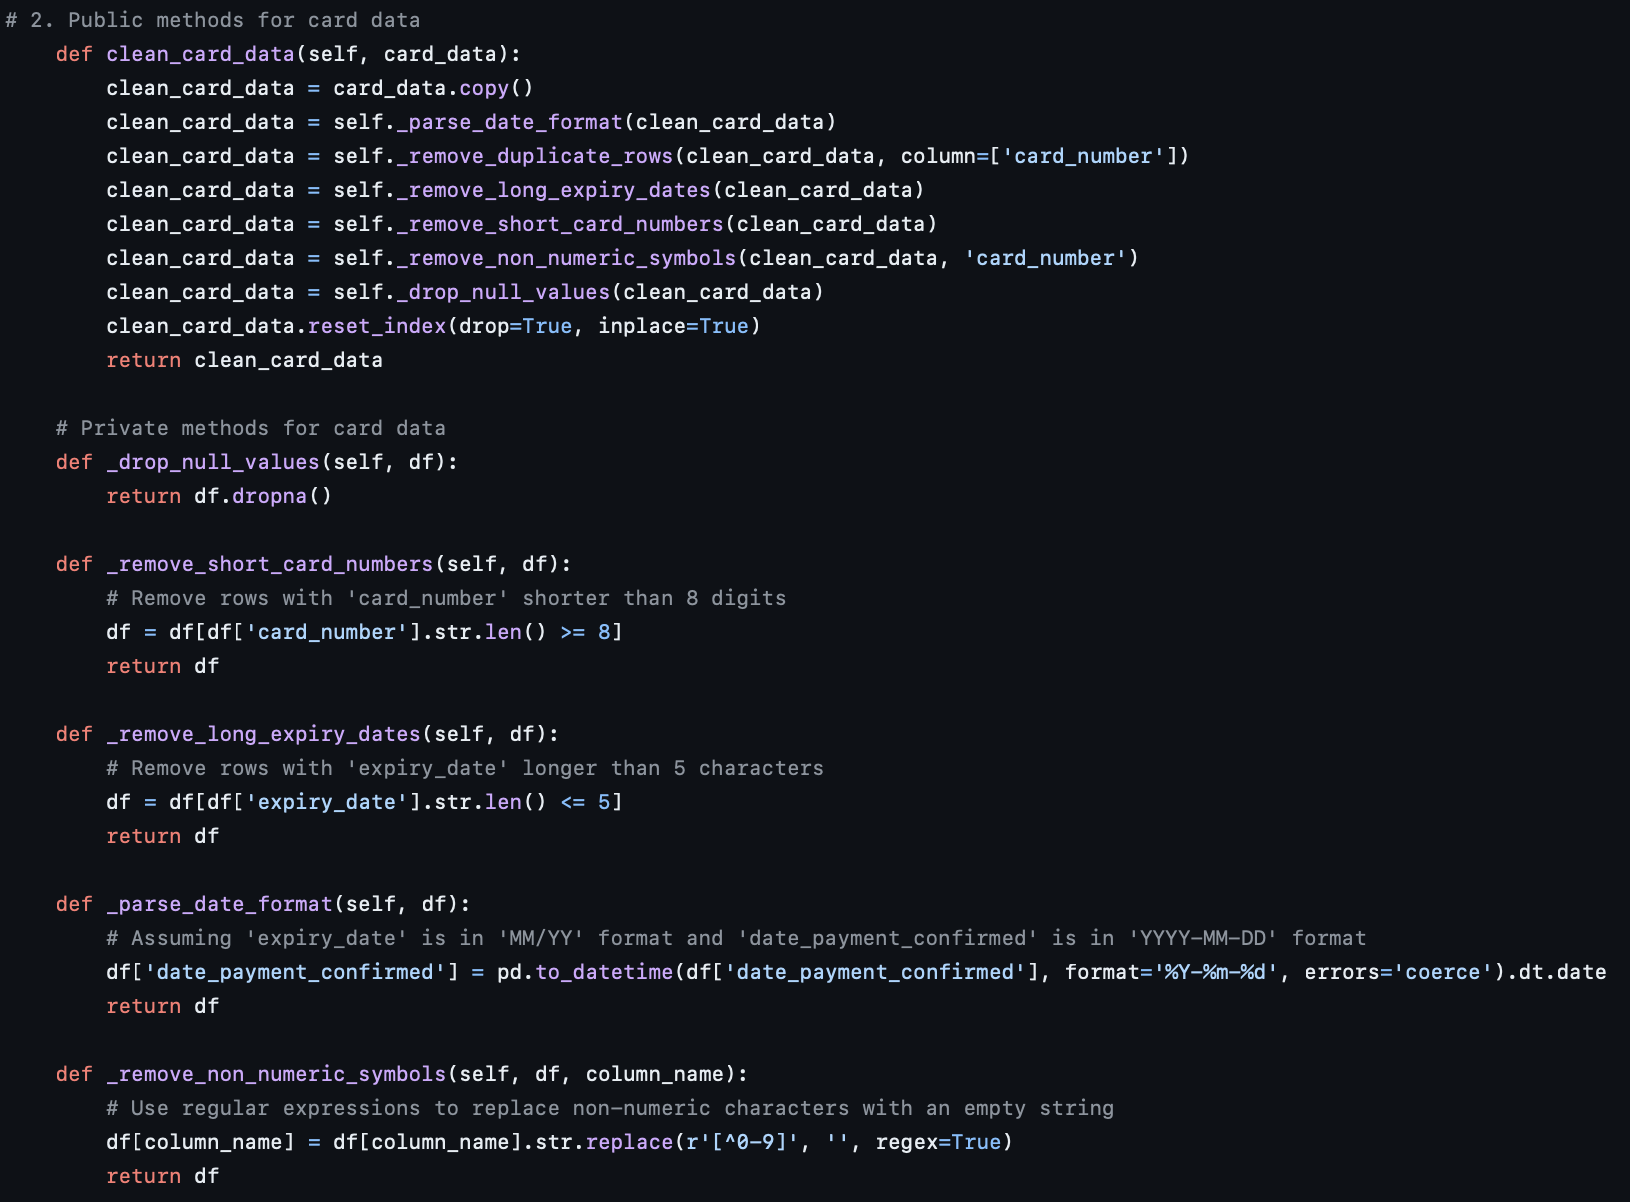 # 2. Public methods for card data
    def clean_card_data(self, card_data):
        clean_card_data = card_data.copy()
        clean_card_data = self._parse_date_format(clean_card_data)
        clean_card_data = self._remove_duplicate_rows(clean_card_data, column=['card_number'])
        clean_card_data = self._remove_long_expiry_dates(clean_card_data)
        clean_card_data = self._remove_short_card_numbers(clean_card_data)
        clean_card_data = self._remove_non_numeric_symbols(clean_card_data, 'card_number')
        clean_card_data = self._drop_null_values(clean_card_data)
        clean_card_data.reset_index(drop=True, inplace=True)
        return clean_card_data

    # Private methods for card data
    def _drop_null_values(self, df):
        return df.dropna()

    def _remove_short_card_numbers(self, df):
        # Remove rows with 'card_number' shorter than 8 digits
        df = df[df['card_number'].str.len() >= 8]
        return df

    def _remove_long_expiry_dates(self, df):
        # Remove rows with 'expiry_date' longer than 5 characters
        df = df[df['expiry_date'].str.len() <= 5]
        return df

    def _parse_date_format(self, df):
        # Assuming 'expiry_date' is in 'MM/YY' format and 'date_payment_confirmed' is in 'YYYY-MM-DD' format
        df['date_payment_confirmed'] = pd.to_datetime(df['date_payment_confirmed'], format='%Y-%m-%d', errors='coerce').dt.date
        return df

    def _remove_non_numeric_symbols(self, df, column_name):
        # Use regular expressions to replace non-numeric characters with an empty string
        df[column_name] = df[column_name].str.replace(r'[^0-9]', '', regex=True)
        return df